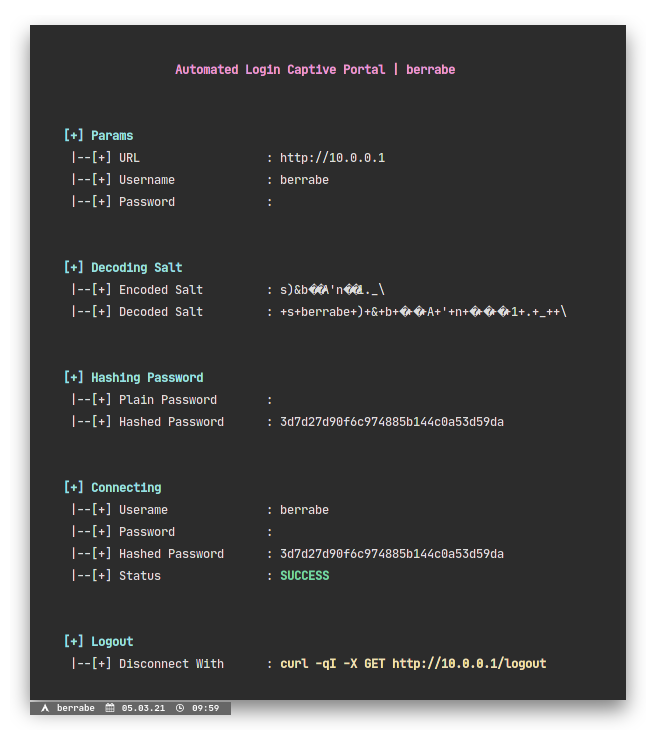 Automated Login Captive Portal | berrabe
[+] Params
|--[+] URL : http://10.0.0.1
|--[+] Username : berrabe
|--[+] Password :
[+] Decoding Salt
|--[+] Encoded Salt : s)&b��A'n��1._\
|--[+] Decoded Salt : +s+berrabe+)+&+b+�+�+A+'+n+�+�+�+1+.+_++\
[+] Hashing Password
|--[+] Plain Password :
|--[+] Hashed Password : 3d7d27d90f6c974885b144c0a53d59da
[+] Connecting
|--[+] Userame : berrabe
|--[+] Password :
|--[+] Hashed Password : 3d7d27d90f6c974885b144c0a53d59da
|--[+] Status : SUCCESS
[+] Logout
|--[+] Disconnect With : curl -qI -X GET http://10.0.0.1/logout
berrabe 05.03.21 09:59